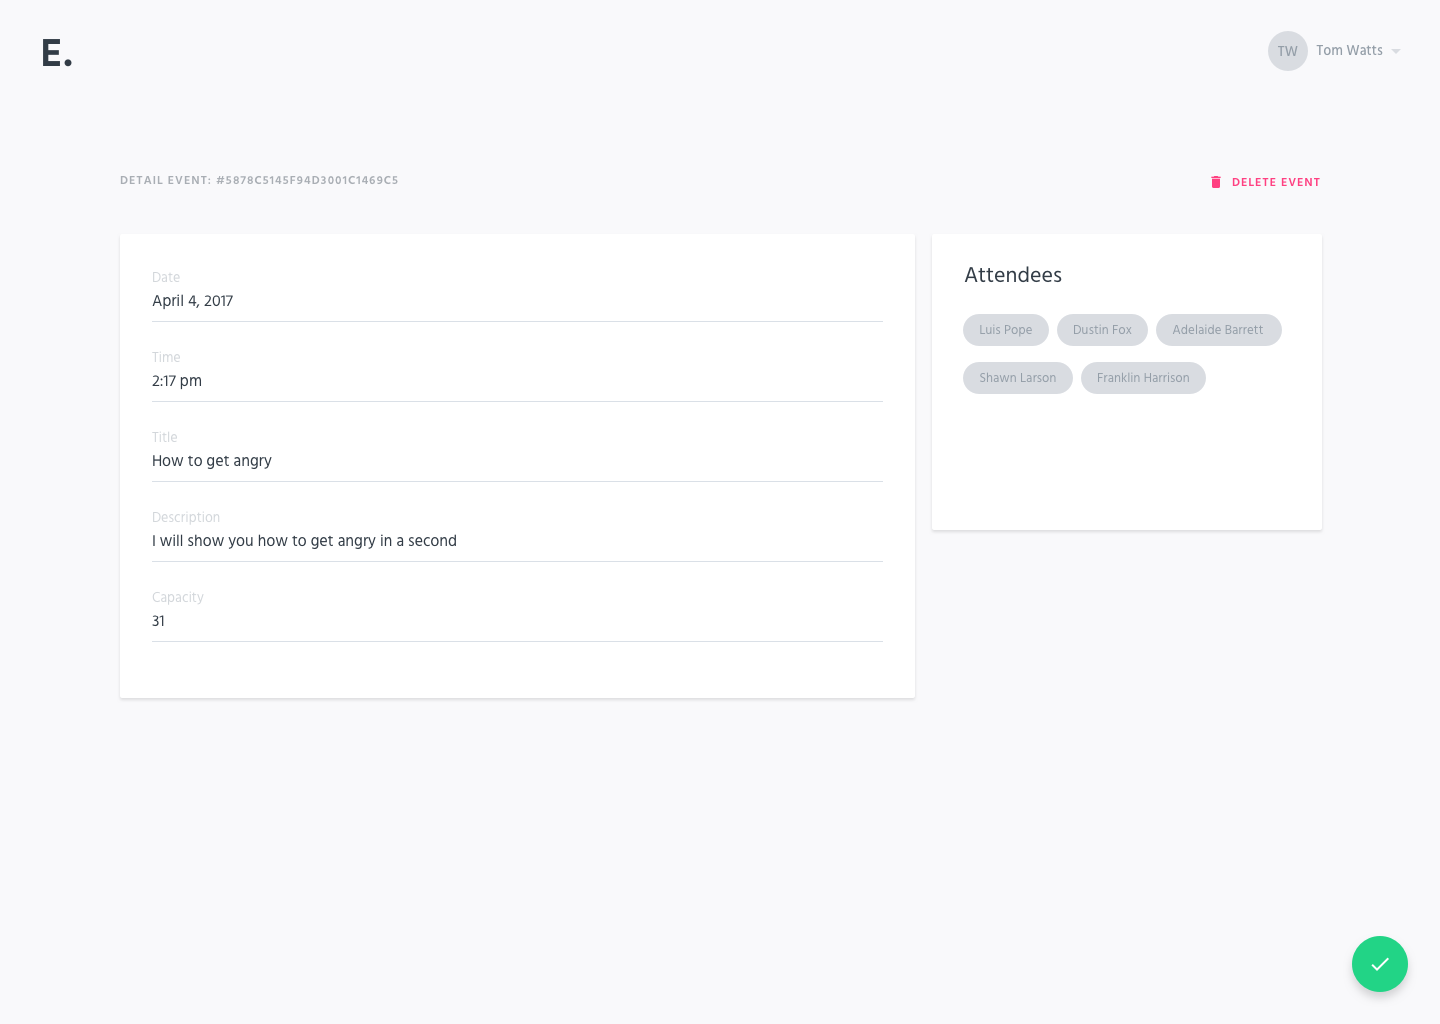 E.
TW Tom Watts
DETAIL EVENT: #5878C5145F94D3001C1469C5
DELETE EVENT
Date
April 4, 2017
Time
2:17 pm
Title
How to get angry
Description
I will show you how to get angry in a second
Capacity
31
Attendees
Luis Pope Dustin Fox Adelaide Barrett
Shawn Larson Franklin Harrison